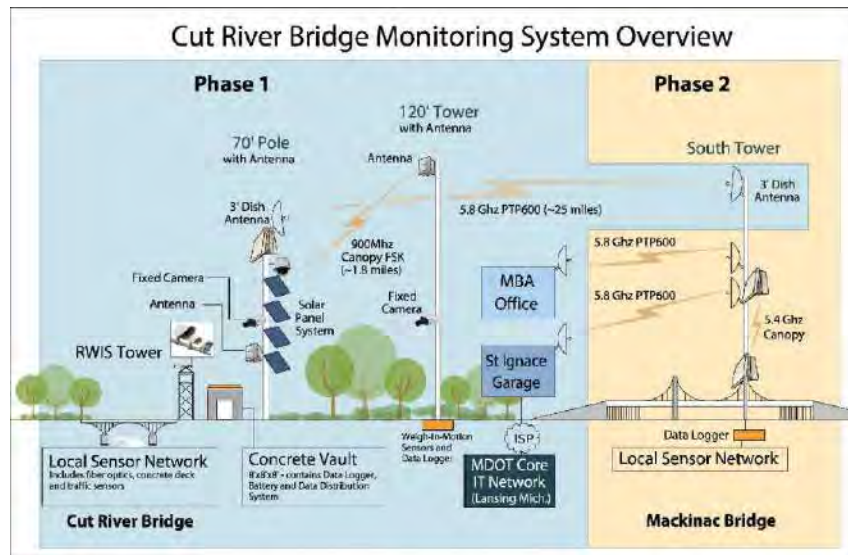 Cut River Bridge Monitoring System Overview
Phase 1
Phase 2
120' Tower
with Antenna
70' Pole
with Antenna
South Tower
Antenna
3' Dish
Antenna
3' Dish
Antenna
5.8 Ghz PTP600 (~25 miles)
900Mhz
Canopy FSK
(~1.8 miles)
5.8 Ghz PTP600
Fixed Camera
MBA
Office
5.8 Ghz PTP600
Antenna
Solar
Panel
System
Fixed
Camera
5.4 Ghz
Canopy
RWIS Tower
St Ignace
Garage
Weigh-In-Motion
Sensors and
Data Logger
ISP
Data Logger
Local Sensor Network
Includes fiber optics, concrete deck
and traffic sensors
Concrete Vault
8'x8'x8' - contains Data Logger,
Battery and Data Distribution
System
MDOT Core
IT Network
(Lansing Mich.)
Local Sensor Network
Cut River Bridge
Mackinac Bridge